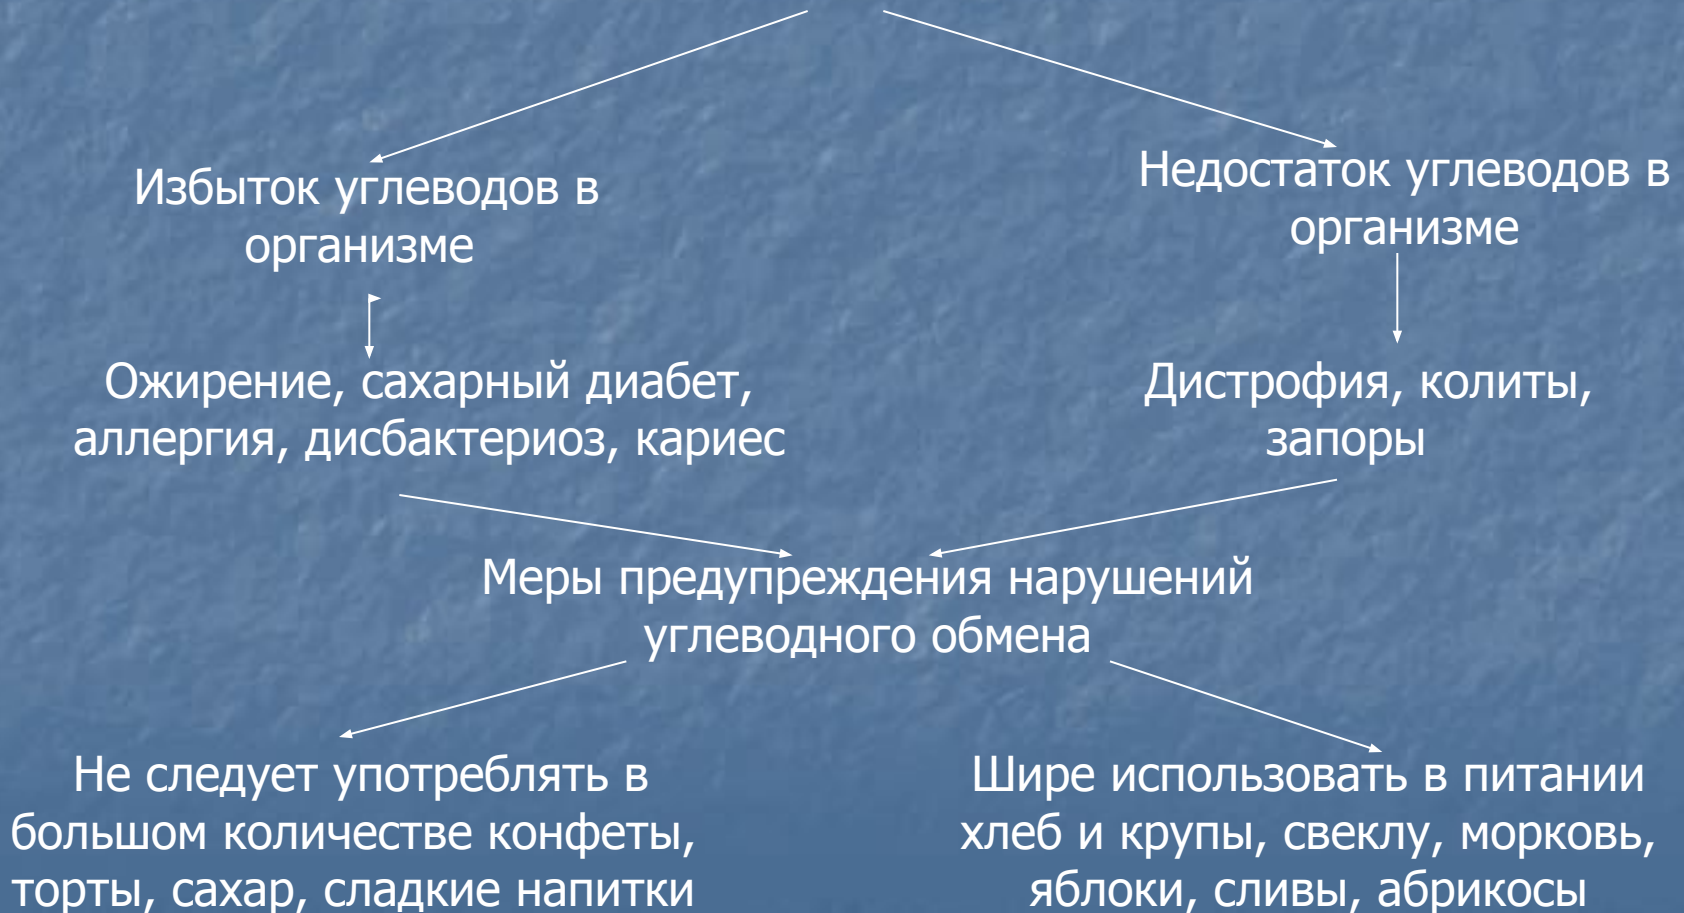 Избыток углеводов в
организме
Недостаток углеводов в
организме
Ожирение, сахарный диабет,
аллергия, дисбактериоз, кариес
Дистрофия, колиты,
запоры
Меры предупреждения нарушений
углеводного обмена
Не следует употреблять в
большом количестве конфеты,
торты, сахар, сладкие напитки
Шире использовать в питании
хлеб и крупы, свеклу, морковь,
яблоки, сливы, абрикосы